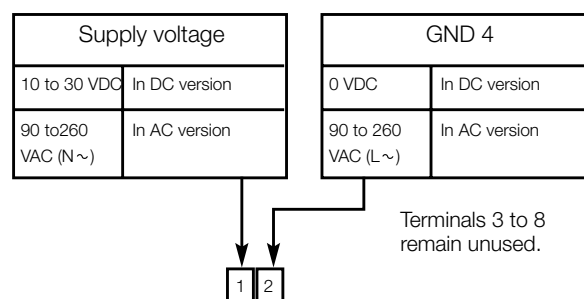 Supply voltage
10 to 30 VDC In DC version
90 to260 In AC version
VAC (N~)
GND 4
0 VDC In DC version
90 to 260 In AC version
VAC (L~)
Terminals 3 to 8
remain unused.
1 2